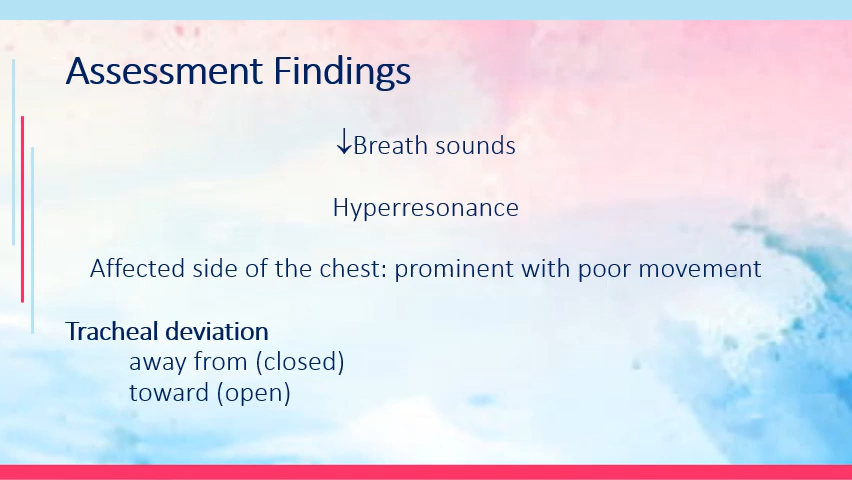 Assessment Findings
↓Breath sounds
Hyperresonance
Affected side of the chest: prominent with poor movement
Tracheal deviation
away from (closed)
toward (open)